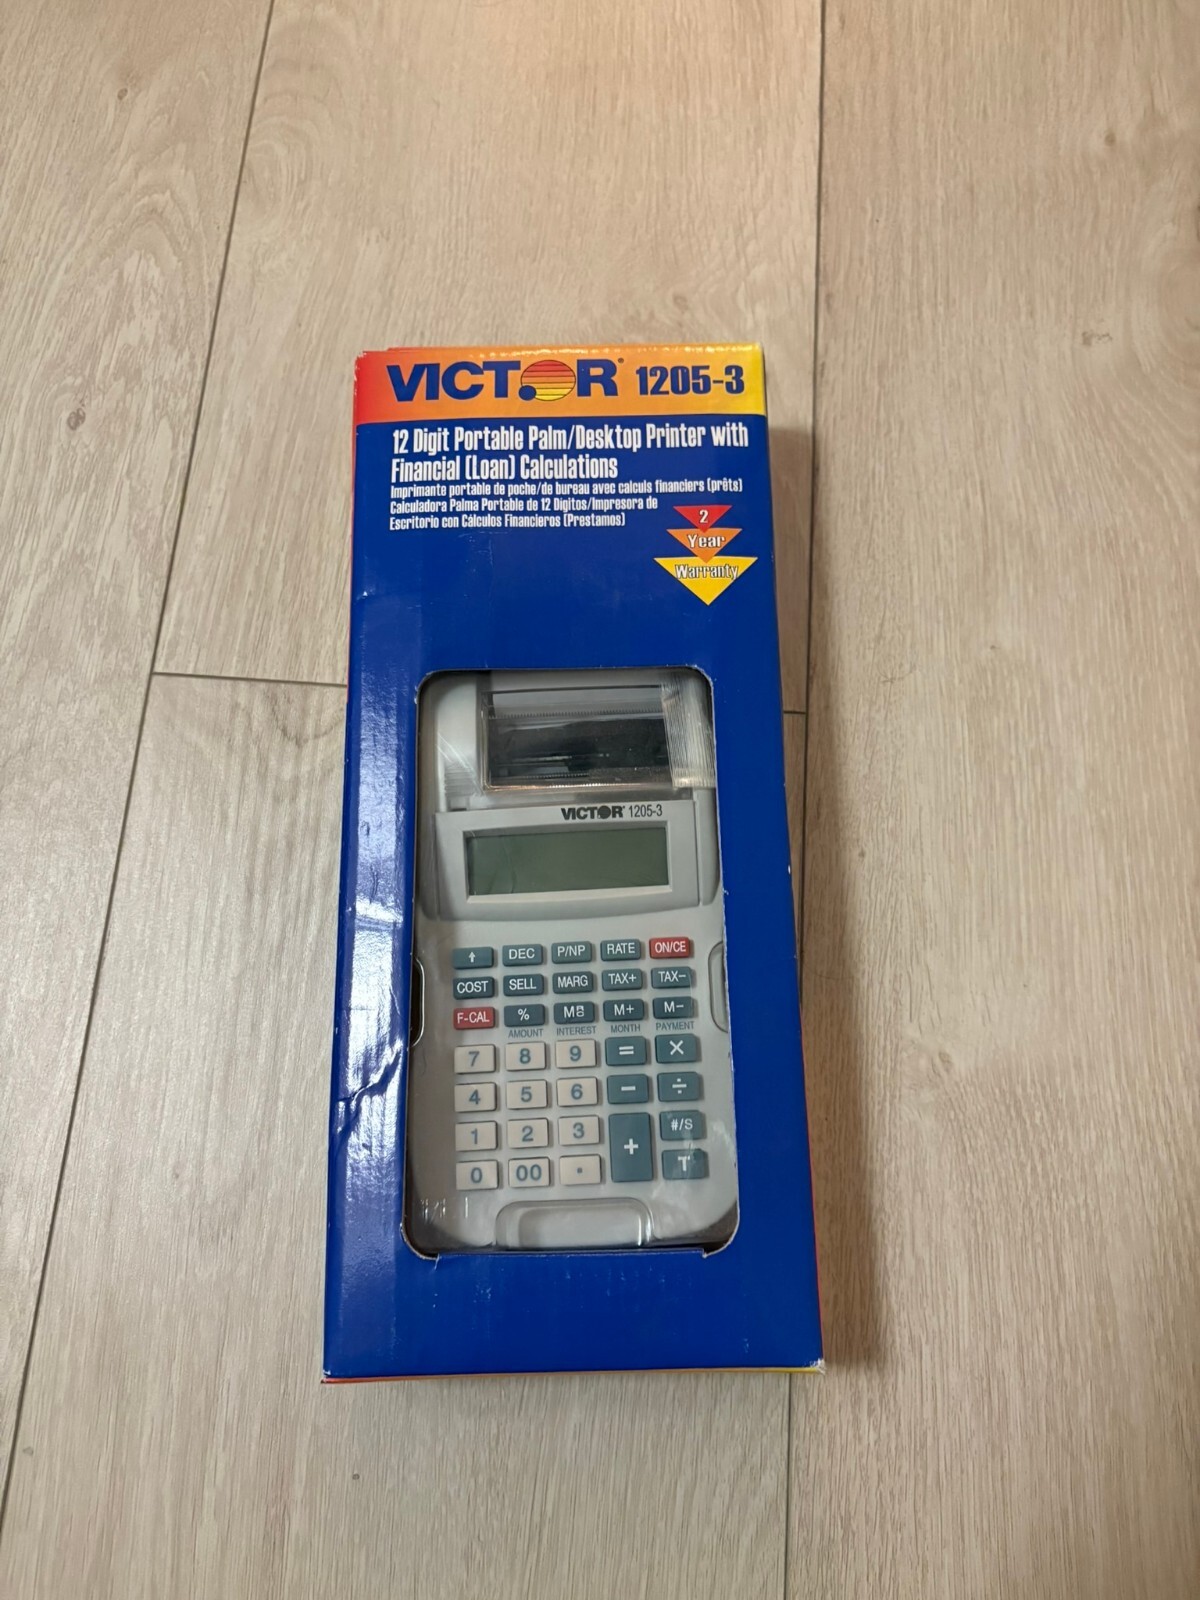 VICTOR® 1205-3
12 Digit Portable Palm/Desktop Printer with
Financial (Loan) Calculations
Imprimante portable de poche/de bureau avec calculs financiers (prêts)
Calculadora Palma Portable de 12 Digitos/Impresora de
Escritorio con Cálculos Financieros (Prestamos)
2
Year
Warranty
VICTOR® 1205-3
↑ DEC P/NP RATE ON/CE
COST SELL MARG TAX+ TAX-
F-CAL % M M+ M-
AMOUNT INTEREST MONTH PAYMENT
7 8 9 = ×
4 5 6 - ÷
1 2 3 + #/S
0 00 . T